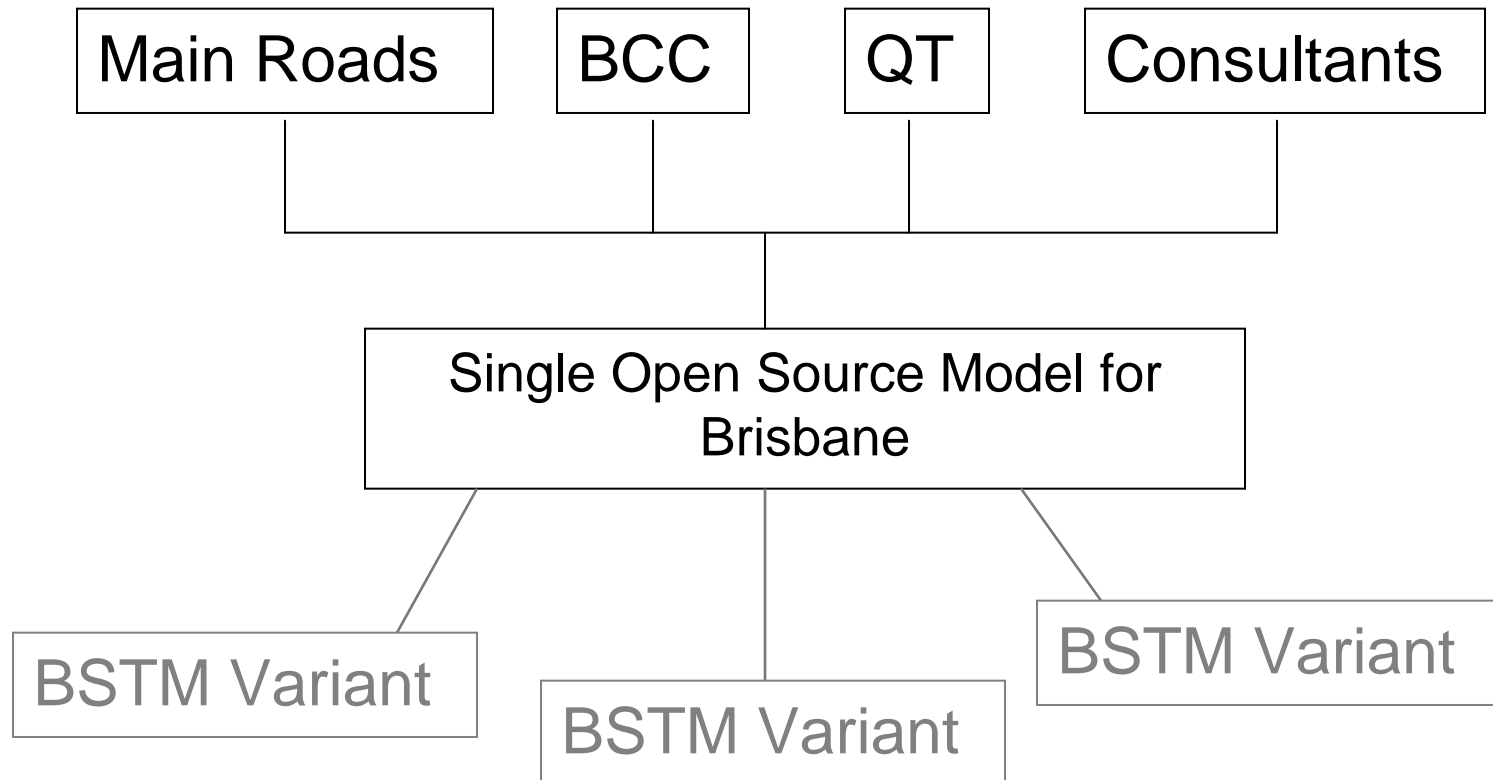 Main Roads
BCC
QT
Consultants
Single Open Source Model for
Brisbane
BSTM Variant
BSTM Variant
BSTM Variant